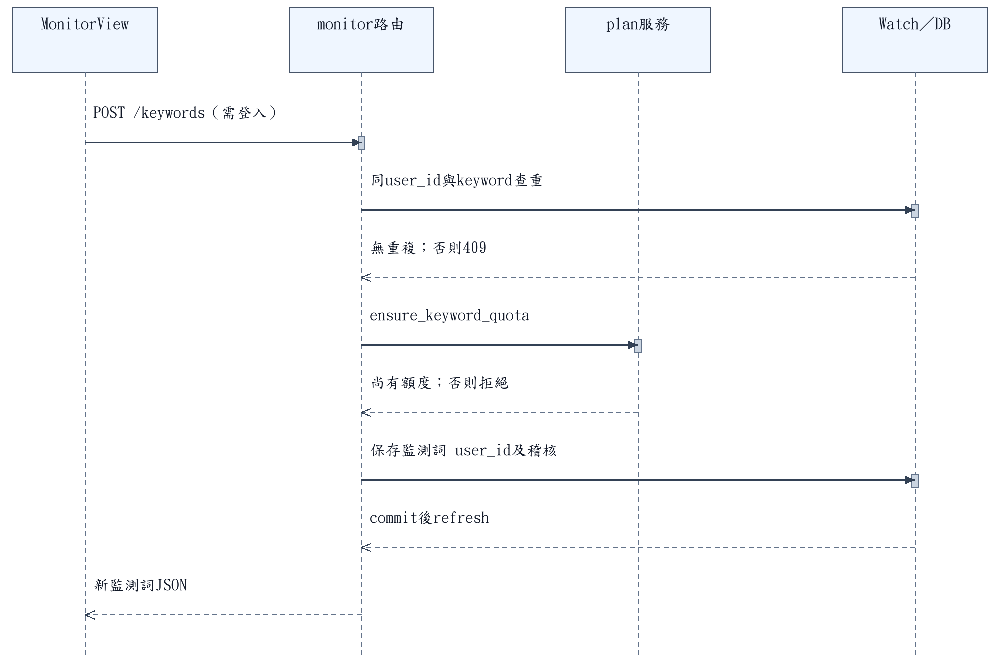 MonitorView
monitor路由
plan服務
Watch／DB
POST /keywords（需登入）
同user_id與keyword查重
無重複；否則409
ensure_keyword_quota
尚有額度；否則拒絕
保存監測詞 user_id及稽核
commit後refresh
新監測詞JSON